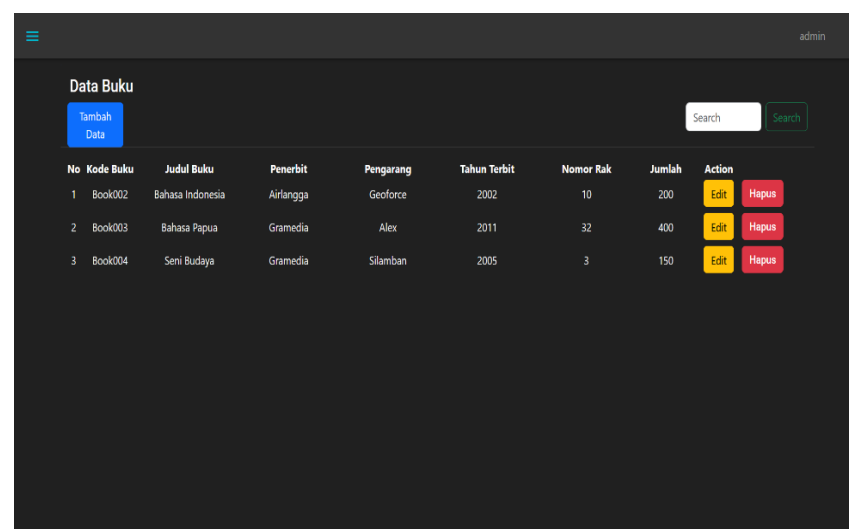 admin
Data Buku
Tambah
Data
Search Search
No Kode Buku Judul Buku Penerbit Pengarang Tahun Terbit Nomor Rak Jumlah Action
1 Book002 Bahasa Indonesia Airlangga Geoforce 2002 10 200 Edit Hapus
2 Book003 Bahasa Papua Gramedia Alex 2011 32 400 Edit Hapus
3 Book004 Seni Budaya Gramedia Silamban 2005 3 150 Edit Hapus